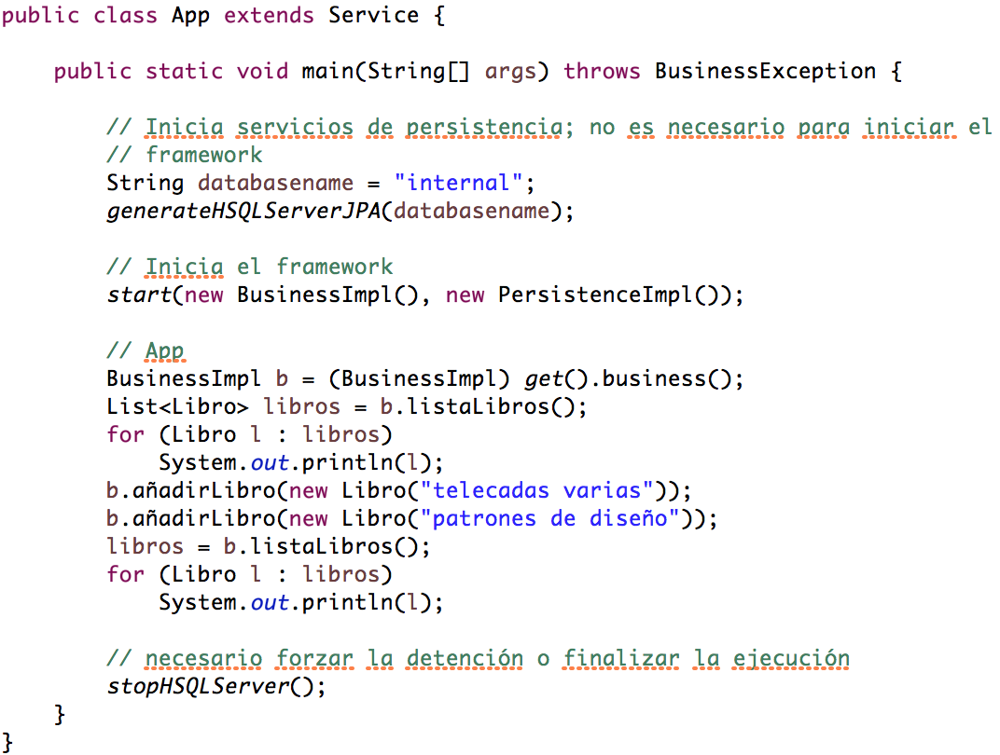 public class App extends Service {
public static void main(String[] args) throws BusinessException {
// Inicia servicios de persistencia; no es necesario para iniciar el
// framework
String databasename = "internal";
generateHSQLServerJPA(databasename);
// Inicia el framework
start(new BusinessImpl(), new PersistenceImpl());
// App
BusinessImpl b = (BusinessImpl) get().business();
List<Libro> libros = b.listaLibros();
for (Libro l : libros)
System.out.println(l);
b.añadirLibro(new Libro("telecadas varias"));
b.añadirLibro(new Libro("patrones de diseño"));
libros = b.listaLibros();
for (Libro l : libros)
System.out.println(l);
// necesario forzar la detención o finalizar la ejecución
stopHSQLServer();
}
}